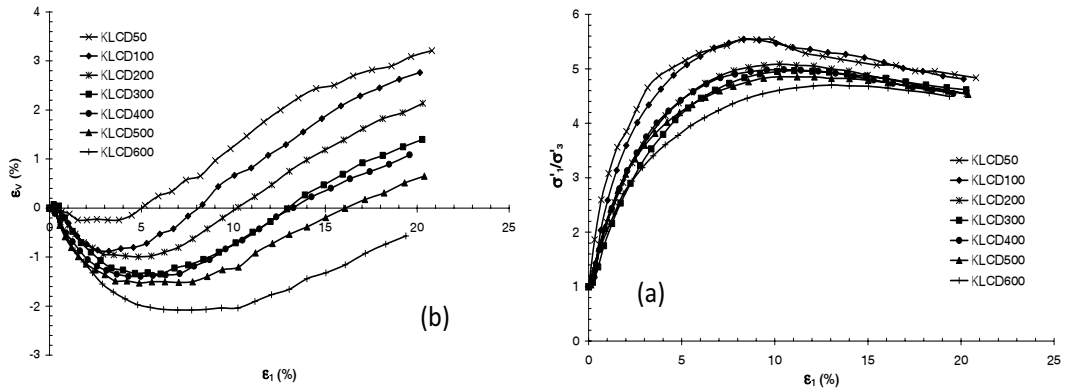 4
3
2
1
0
-1
-2
-3
0 5 10 15 20 25
εv (%)
ε1 (%)
KLCD50
KLCD100
KLCD200
KLCD300
KLCD400
KLCD500
KLCD600
(b)
6
5
4
3
2
1
0
0 5 10 15 20 25
σ'1/σ'3
ε1 (%)
KLCD50
KLCD100
KLCD200
KLCD300
KLCD400
KLCD500
KLCD600
(a)